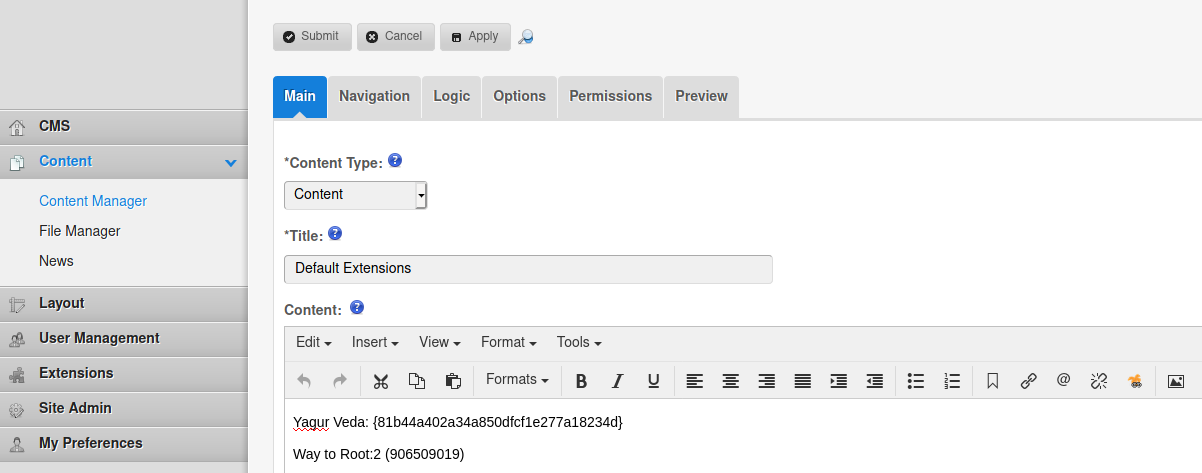 Submit Cancel Apply
Main Navigation Logic Options Permissions Preview
CMS
Content
Content Manager
File Manager
News
Layout
User Management
Extensions
Site Admin
My Preferences
*Content Type: ?
Content
*Title: ?
Default Extensions
Content: ?
Edit Insert View Format Tools
Formats B I U @
Yagur Veda: {81b44a402a34a850dfcf1e277a18234d}
Way to Root:2 (906509019)